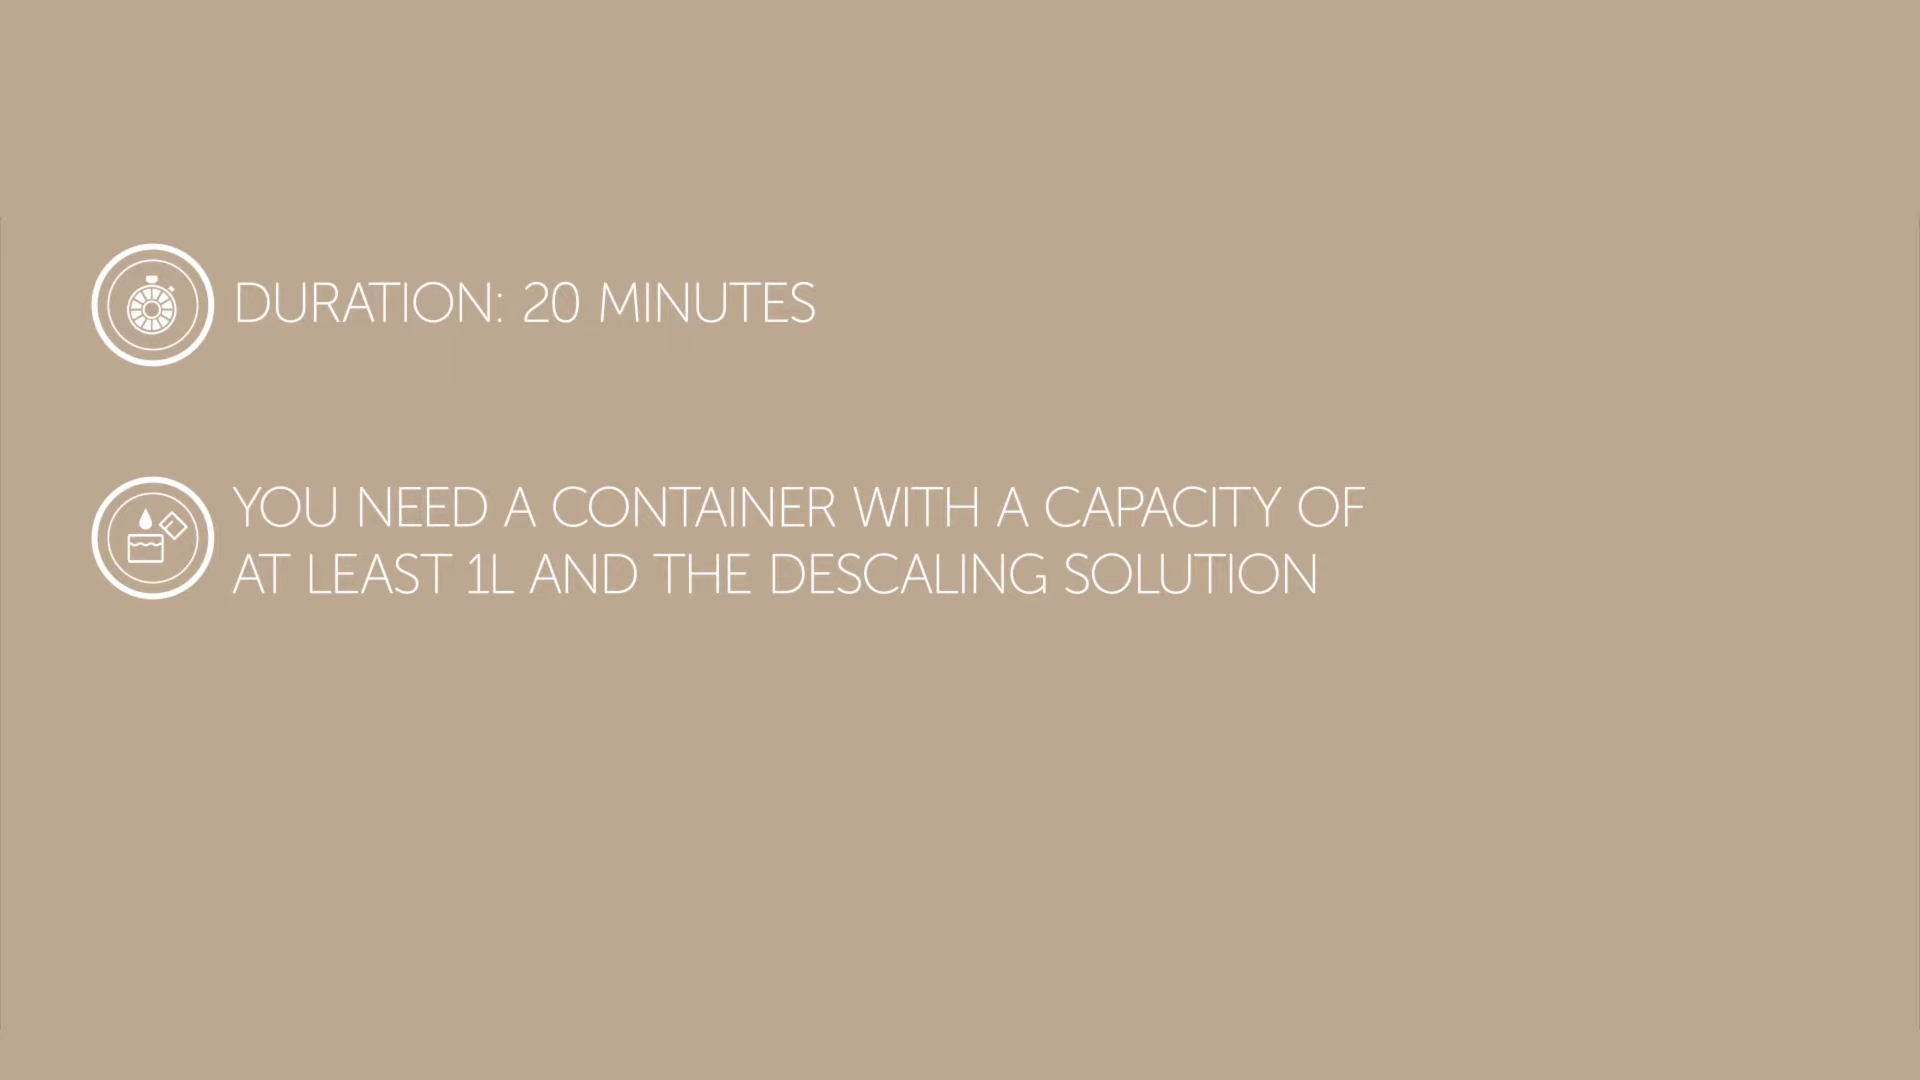 DURATION: 20 MINUTES
YOU NEED A CONTAINER WITH A CAPACITY OF
AT LEAST 1L AND THE DESCALING SOLUTION